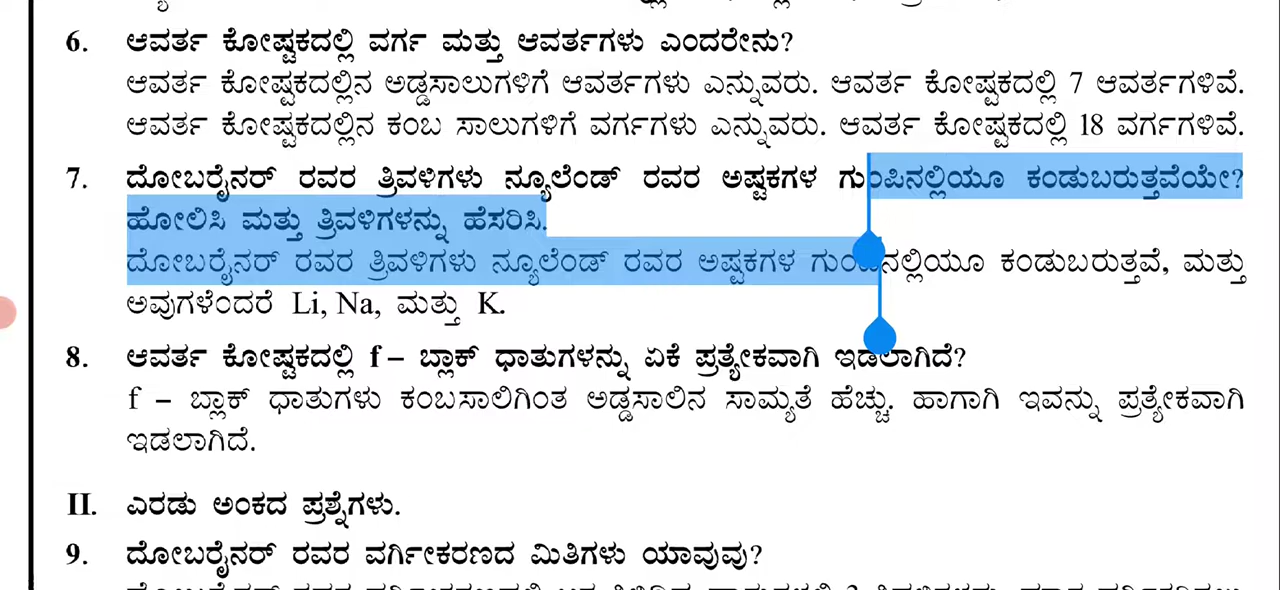 6. ಆವರ್ತ ಕೋಷ್ಟಕದಲ್ಲಿ ವರ್ಗ ಮತ್ತು ಆವರ್ತಗಳು ಎಂದರೇನು?
ಆವರ್ತ ಕೋಷ್ಟಕದಲ್ಲಿನ ಅಡ್ಡಸಾಲುಗಳಿಗೆ ಆವರ್ತಗಳು ಎನ್ನುವರು. ಆವರ್ತ ಕೋಷ್ಟಕದಲ್ಲಿ 7 ಆವರ್ತಗಳಿವೆ.
ಆವರ್ತ ಕೋಷ್ಟಕದಲ್ಲಿನ ಕಂಬ ಸಾಲುಗಳಿಗೆ ವರ್ಗಗಳು ಎನ್ನುವರು. ಆವರ್ತ ಕೋಷ್ಟಕದಲ್ಲಿ 18 ವರ್ಗಗಳಿವೆ.
7. ದೋಬರೈನರ್ ರವರ ತ್ರಿವಳಿಗಳು ನ್ಯೂಲೆಂಡ್ ರವರ ಅಷ್ಟಕಗಳ ಗುಂಪಿನಲ್ಲಿಯೂ ಕಂಡುಬರುತ್ತವೆಯೇ?
ಹೋಲಿಸಿ ಮತ್ತು ತ್ರಿವಳಿಗಳನ್ನು ಹೆಸರಿಸಿ.
ದೋಬರೈನರ್ ರವರ ತ್ರಿವಳಿಗಳು ನ್ಯೂಲೆಂಡ್ ರವರ ಅಷ್ಟಕಗಳ ಗುಂಪಿನಲ್ಲಿಯೂ ಕಂಡುಬರುತ್ತವೆ, ಮತ್ತು
ಅವುಗಳೆಂದರೆ Li, Na, ಮತ್ತು K.
8. ಆವರ್ತ ಕೋಷ್ಟಕದಲ್ಲಿ f – ಬ್ಲಾಕ್ ಧಾತುಗಳನ್ನು ಏಕೆ ಪ್ರತ್ಯೇಕವಾಗಿ ಇಡಲಾಗಿದೆ?
f – ಬ್ಲಾಕ್ ಧಾತುಗಳು ಕಂಬಸಾಲಿಗಿಂತ ಅಡ್ಡಸಾಲಿನ ಸಾಮ್ಯತೆ ಹೆಚ್ಚು. ಹಾಗಾಗಿ ಇವನ್ನು ಪ್ರತ್ಯೇಕವಾಗಿ
ಇಡಲಾಗಿದೆ.
II. ಎರಡು ಅಂಕದ ಪ್ರಶ್ನೆಗಳು.
9. ದೋಬರೈನರ್ ರವರ ವರ್ಗೀಕರಣದ ಮಿತಿಗಳು ಯಾವುವು?